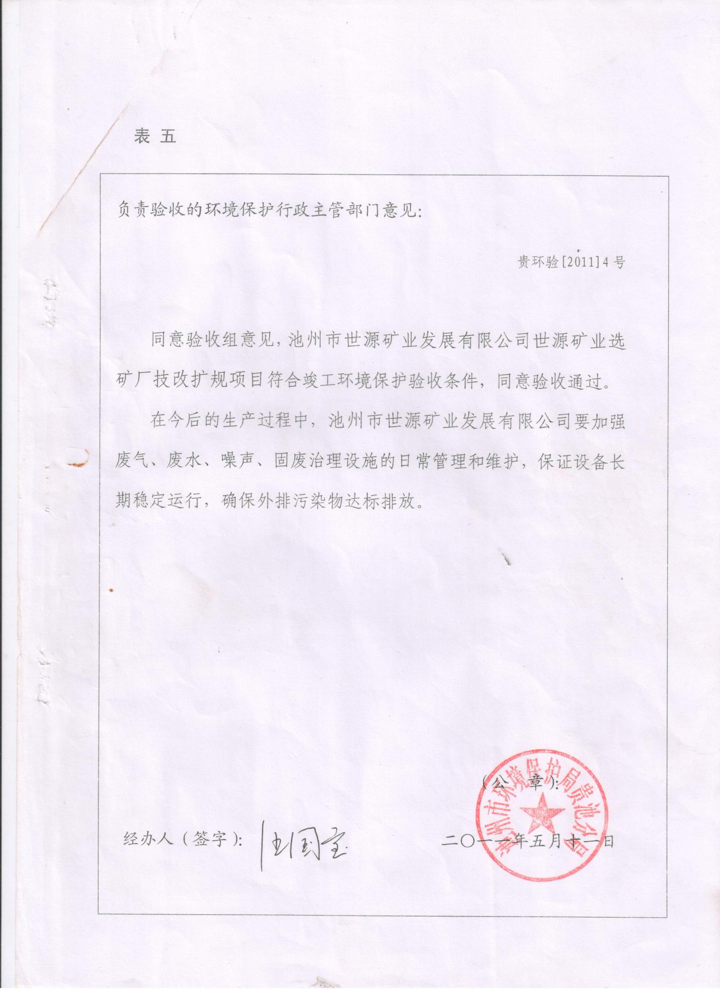 表 五
负责验收的环境保护行政主管部门意见：
贵环验[2011]4 号
同意验收组意见，池州市世源矿业发展有限公司世源矿业选
矿厂技改扩规项目符合竣工环境保护验收条件，同意验收通过。
在今后的生产过程中，池州市世源矿业发展有限公司要加强
废气、废水、噪声、固废治理设施的日常管理和维护，保证设备长
期稳定运行，确保外排污染物达标排放。
池州市环境保护局贵池分局
（公 章）：
经办人（签字）： 国宝
二〇一一年五月十一日